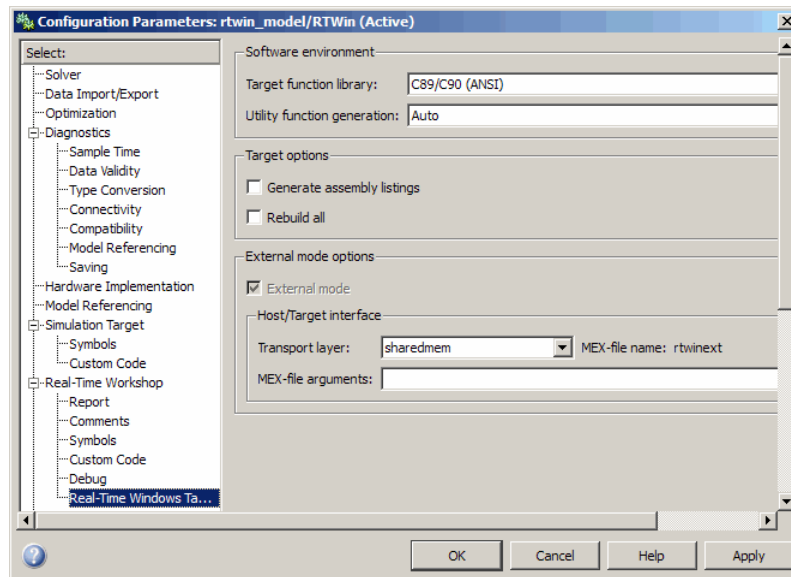 Configuration Parameters: rtwin_model/RTWin (Active)
Select:
Solver
Data Import/Export
Optimization
Diagnostics
Sample Time
Data Validity
Type Conversion
Connectivity
Compatibility
Model Referencing
Saving
Hardware Implementation
Model Referencing
Simulation Target
Symbols
Custom Code
Real-Time Workshop
Report
Comments
Symbols
Custom Code
Debug
Real-Time Windows Ta...
Software environment
Target function library: C89/C90 (ANSI)
Utility function generation: Auto
Target options
Generate assembly listings
Rebuild all
External mode options
External mode
Host/Target interface
Transport layer: sharedmem MEX-file name: rtwinext
MEX-file arguments:
OK Cancel Help Apply